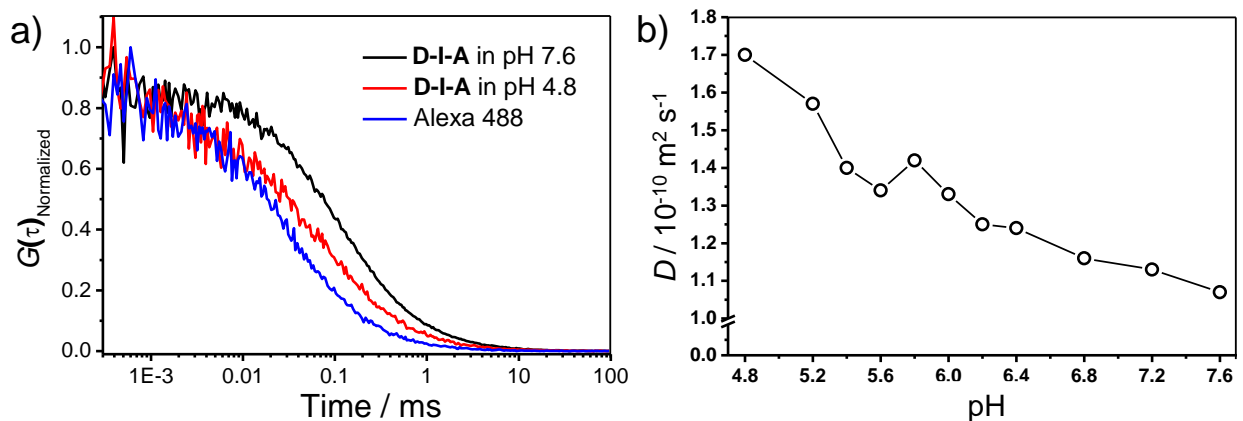 a)
G(τ)Normalized
1.0
0.8
0.6
0.4
0.2
0.0
D-I-A in pH 7.6
D-I-A in pH 4.8
Alexa 488
1E-3 0.01 0.1 1 10 100
Time / ms
b)
D / 10⁻¹⁰ m² s⁻¹
1.7
1.6
1.5
1.4
1.3
1.2
1.1
1.0
0.0
4.8 5.2 5.6 6.0 6.4 6.8 7.2 7.6
pH